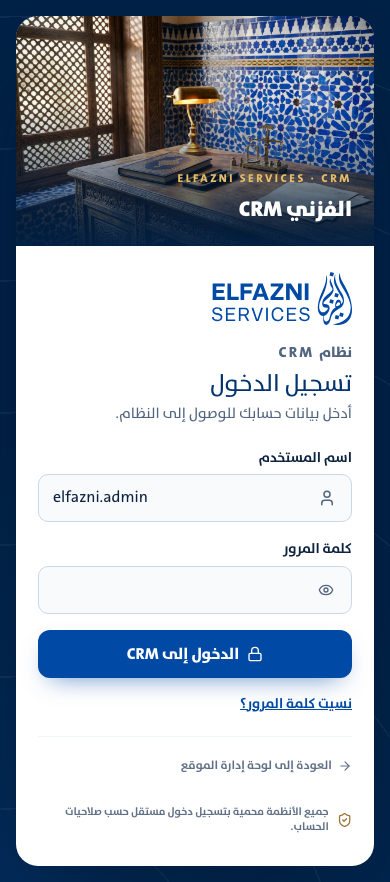 ELFAZNI SERVICES · CRM
الفزني CRM
ELFAZNI
SERVICES
نظام CRM
تسجيل الدخول
أدخل بيانات حسابك للوصول إلى النظام.
اسم المستخدم
elfazni.admin
كلمة المرور
الدخول إلى CRM
نسيت كلمة المرور؟
العودة إلى لوحة إدارة الموقع
جميع الأنظمة محمية بتسجيل دخول مستقل حسب صلاحيات
الحساب.